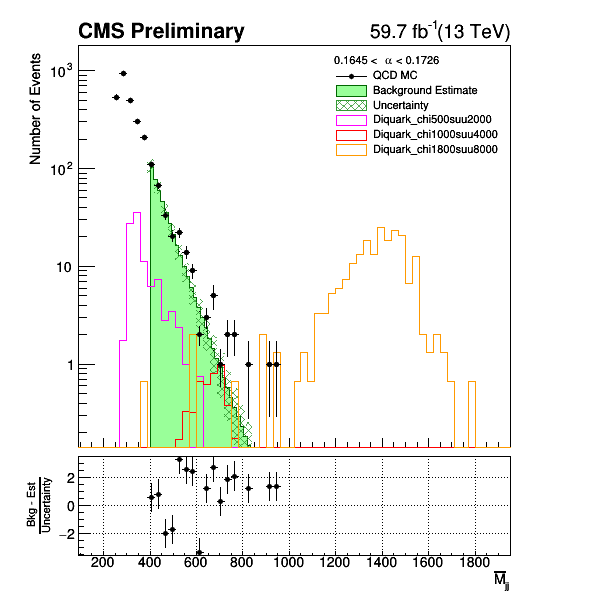 CMS Preliminary 59.7 fb⁻¹(13 TeV)
Number of Events
10³
10²
10
1
0.1645 < α < 0.1726
QCD MC
Background Estimate
Uncertainty
Diquark_chi500suu2000
Diquark_chi1000suu4000
Diquark_chi1800suu8000
Bkg - Est
Uncertainty
2
0
−2
200 400 600 800 1000 1200 1400 1600 1800
M̅jj